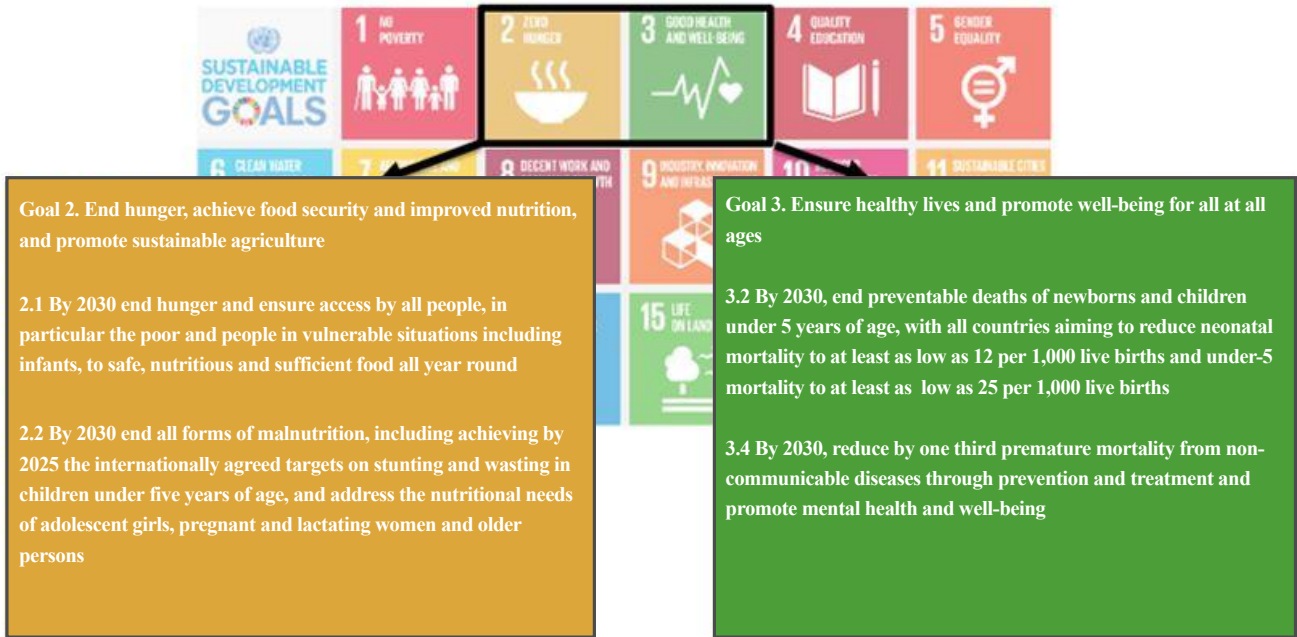 SUSTAINABLE
DEVELOPMENT
GOALS
1 NO
POVERTY
2 ZERO
HUNGER
3 GOOD HEALTH
AND WELL-BEING
4 QUALITY
EDUCATION
5 GENDER
EQUALITY
6 CLEAN WATER
7
8 DECENT WORK AND
9 INDUSTRY, INNOVATION
10
11 SUSTAINABLE CITIES
15 LIFE
ON LAND
Goal 2. End hunger, achieve food security and improved nutrition,
and promote sustainable agriculture
2.1 By 2030 end hunger and ensure access by all people, in
particular the poor and people in vulnerable situations including
infants, to safe, nutritious and sufficient food all year round
2.2 By 2030 end all forms of malnutrition, including achieving by
2025 the internationally agreed targets on stunting and wasting in
children under five years of age, and address the nutritional needs
of adolescent girls, pregnant and lactating women and older
persons
Goal 3. Ensure healthy lives and promote well-being for all at all
ages
3.2 By 2030, end preventable deaths of newborns and children
under 5 years of age, with all countries aiming to reduce neonatal
mortality to at least as low as 12 per 1,000 live births and under-5
mortality to at least as low as 25 per 1,000 live births
3.4 By 2030, reduce by one third premature mortality from non-
communicable diseases through prevention and treatment and
promote mental health and well-being